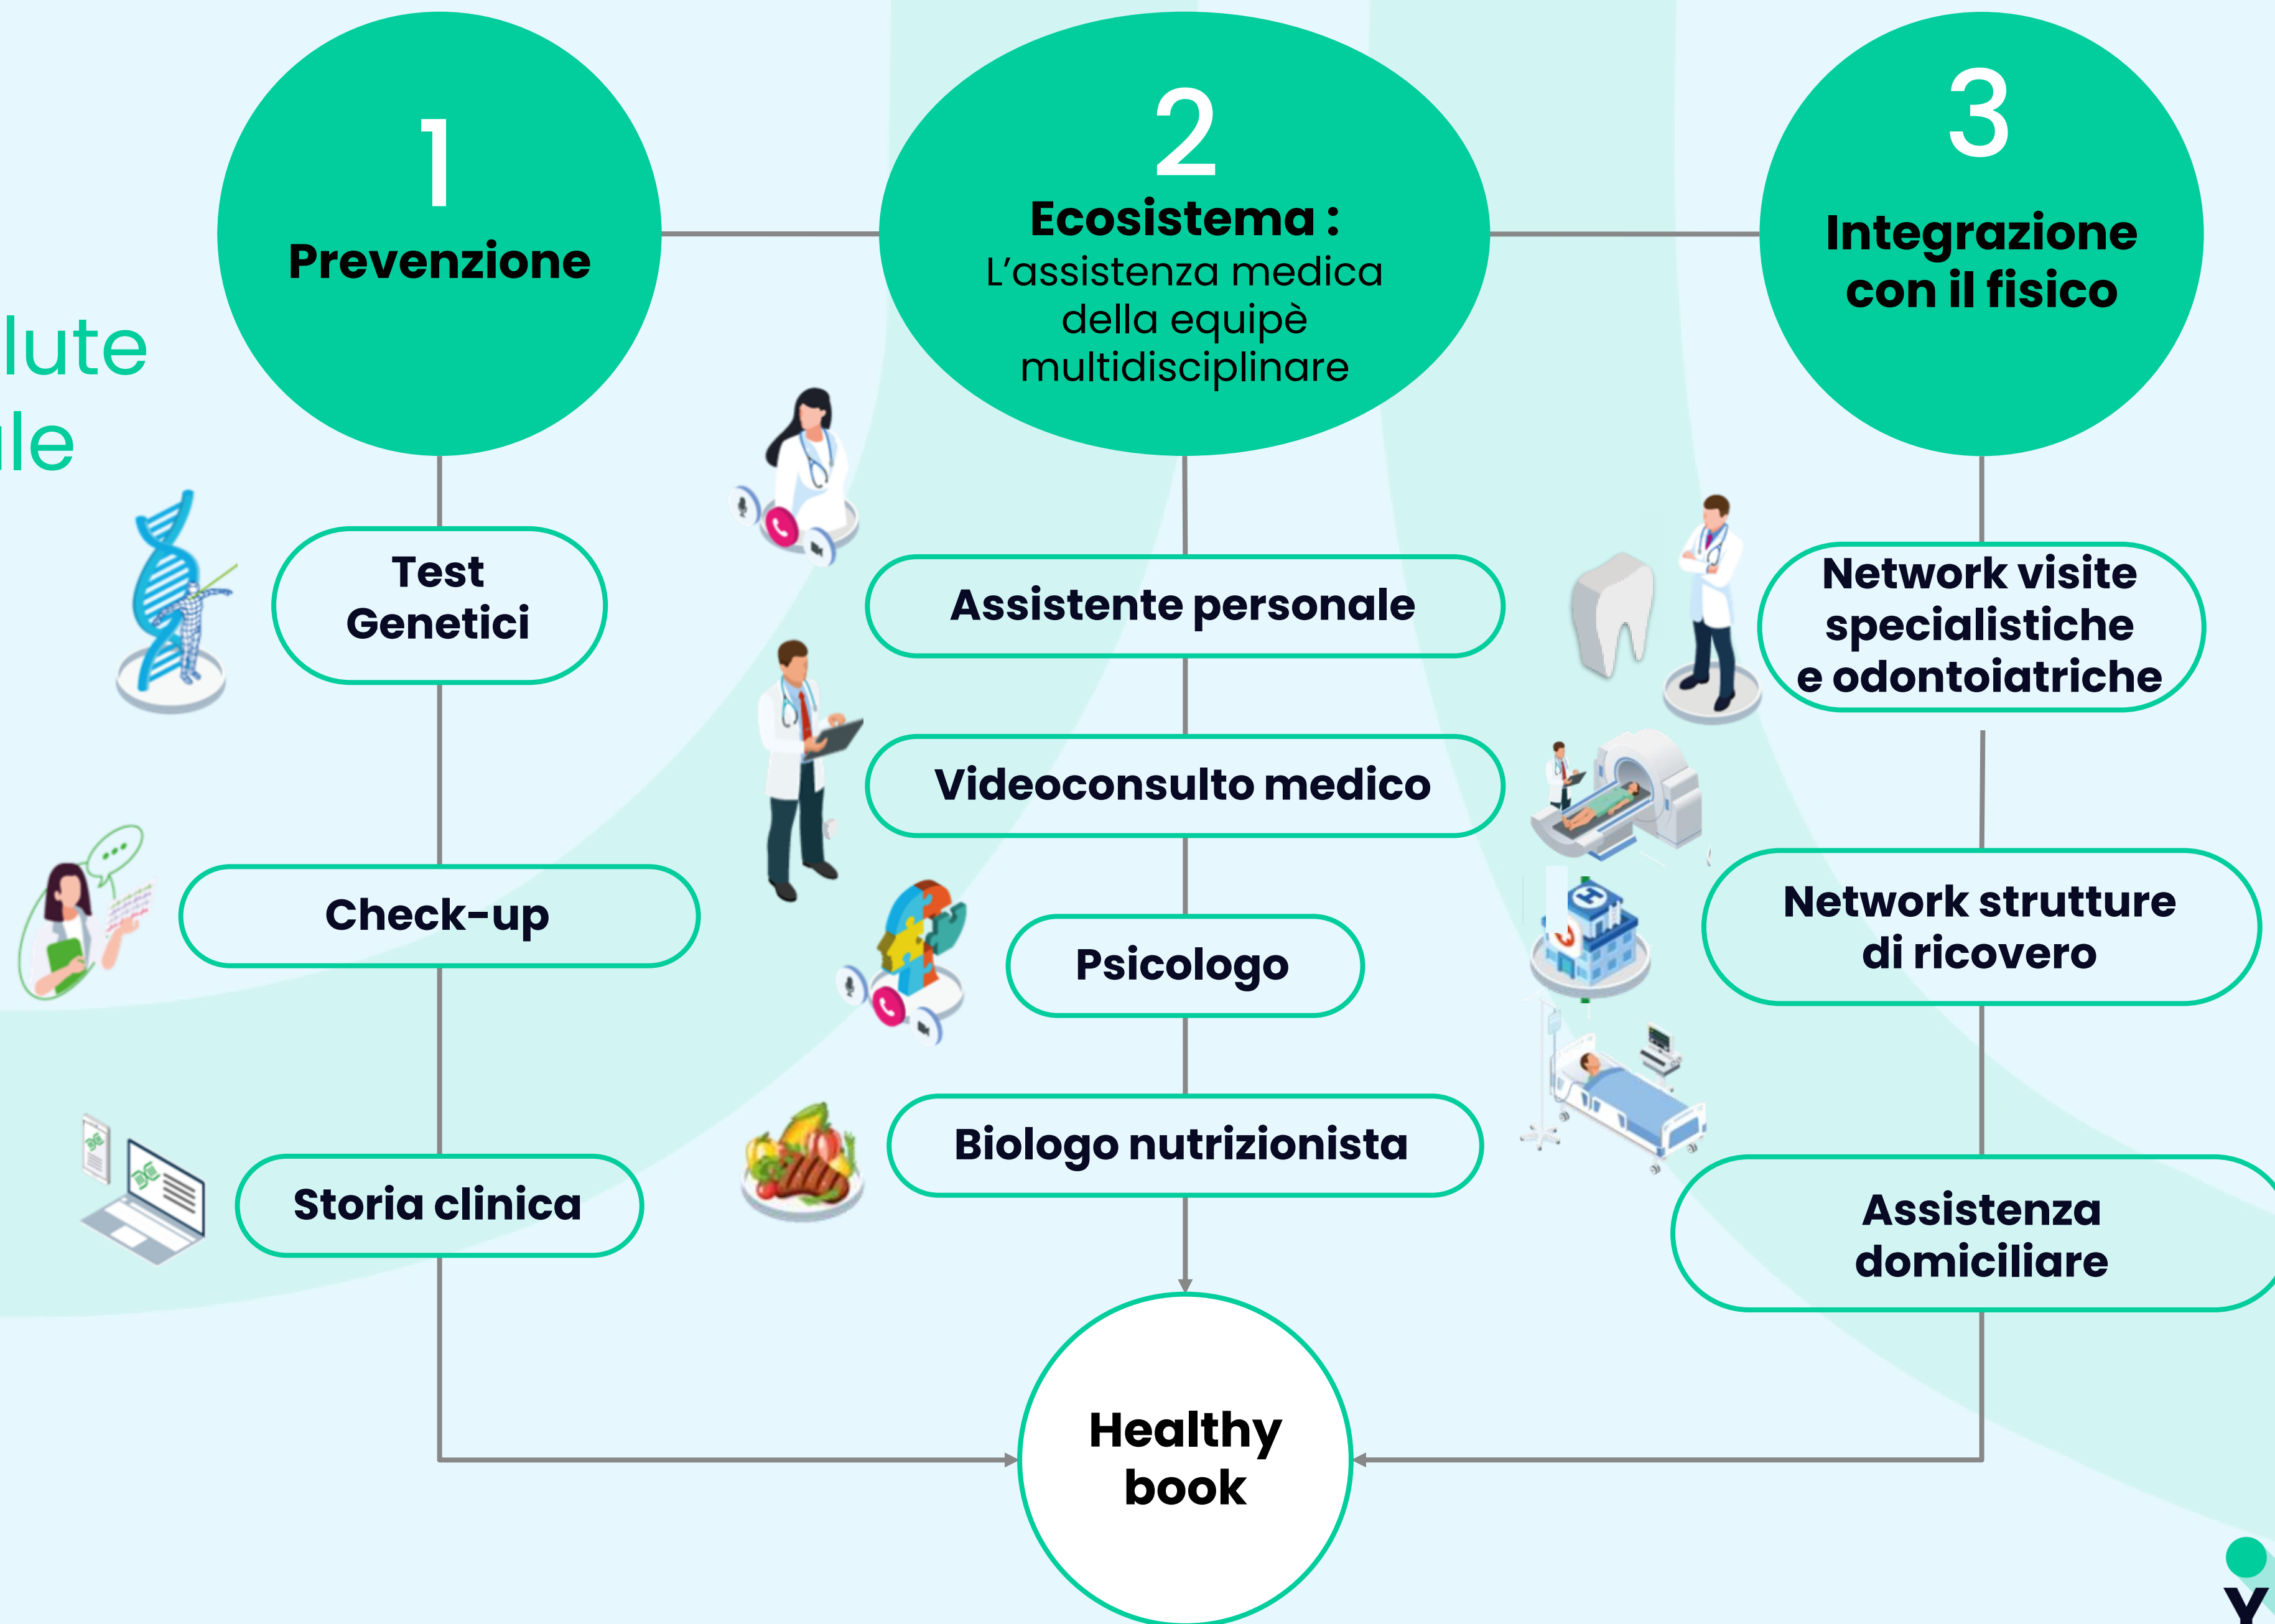 lute
le
1
Prevenzione
Test
Genetici
Check-up
Storia clinica
2
Ecosistema :
L’assistenza medica
della equipè
multidisciplinare
Assistente personale
Videoconsulto medico
Psicologo
Biologo nutrizionista
3
Integrazione
con il fisico
Network visite
specialistiche
e odontoiatriche
Network strutture
di ricovero
Assistenza
domiciliare
Healthy
book
H
Y